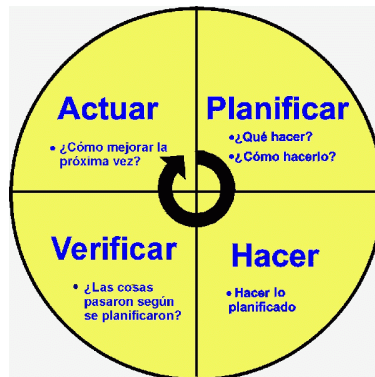 Actuar
• ¿Cómo mejorar la
próxima vez?
Planificar
•¿Qué hacer?
•¿Cómo hacerlo?
Verificar
• ¿Las cosas
pasaron según
se planificaron?
Hacer
• Hacer lo
planificado